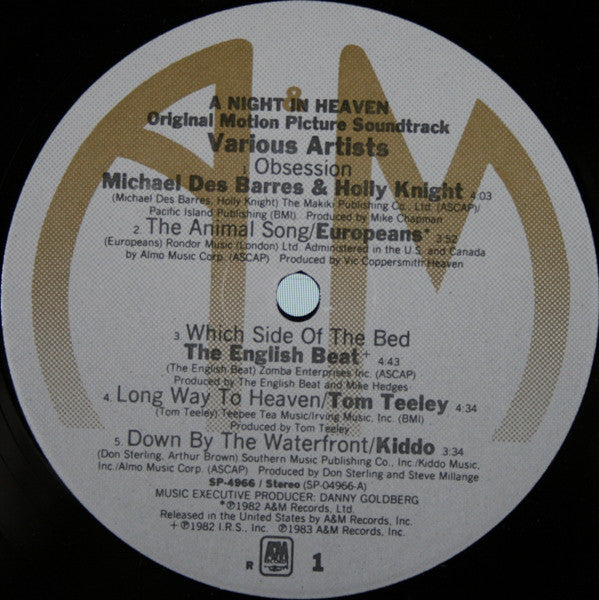 A NIGHT IN HEAVEN
Original Motion Picture Soundtrack
Various Artists
1. Obsession
Michael Des Barres & Holly Knight 4:03
(Michael Des Barres, Holly Knight) The Makiki Publishing Co., Ltd. (ASCAP)/
Pacific Island Publishing (BMI) Produced by Mike Chapman
2. The Animal Song/Europeans* 3:52
(Europeans) Rondor Music (London) Ltd. Administered in the U.S. and Canada
by Almo Music Corp. (ASCAP) Produced by Vic Coppersmith Heaven
3. Which Side Of The Bed
The English Beat+ 4:43
(The English Beat) Zomba Enterprises Inc. (ASCAP)
Produced by The English Beat and Mike Hedges
4. Long Way To Heaven/Tom Teeley 4:34
(Tom Teeley) Teepee Tea Music/Irving Music, Inc. (BMI)
Produced by Tom Teeley
5. Down By The Waterfront/Kiddo 3:34
(Don Sterling, Arthur Brown) Southern Music Publishing Co., Inc./Kiddo Music,
Inc./Almo Music Corp. (ASCAP) Produced by Don Sterling and Steve Millange
SP-4966 / Stereo (SP-04966-A)
MUSIC EXECUTIVE PRODUCER: DANNY GOLDBERG
*℗1982 A&M Records, Ltd.
Released in the United States by A&M Records, Inc.
+ ℗1982 I.R.S., Inc. ℗1983 A&M Records, Inc.
R A&M RECORDS 1
A&M